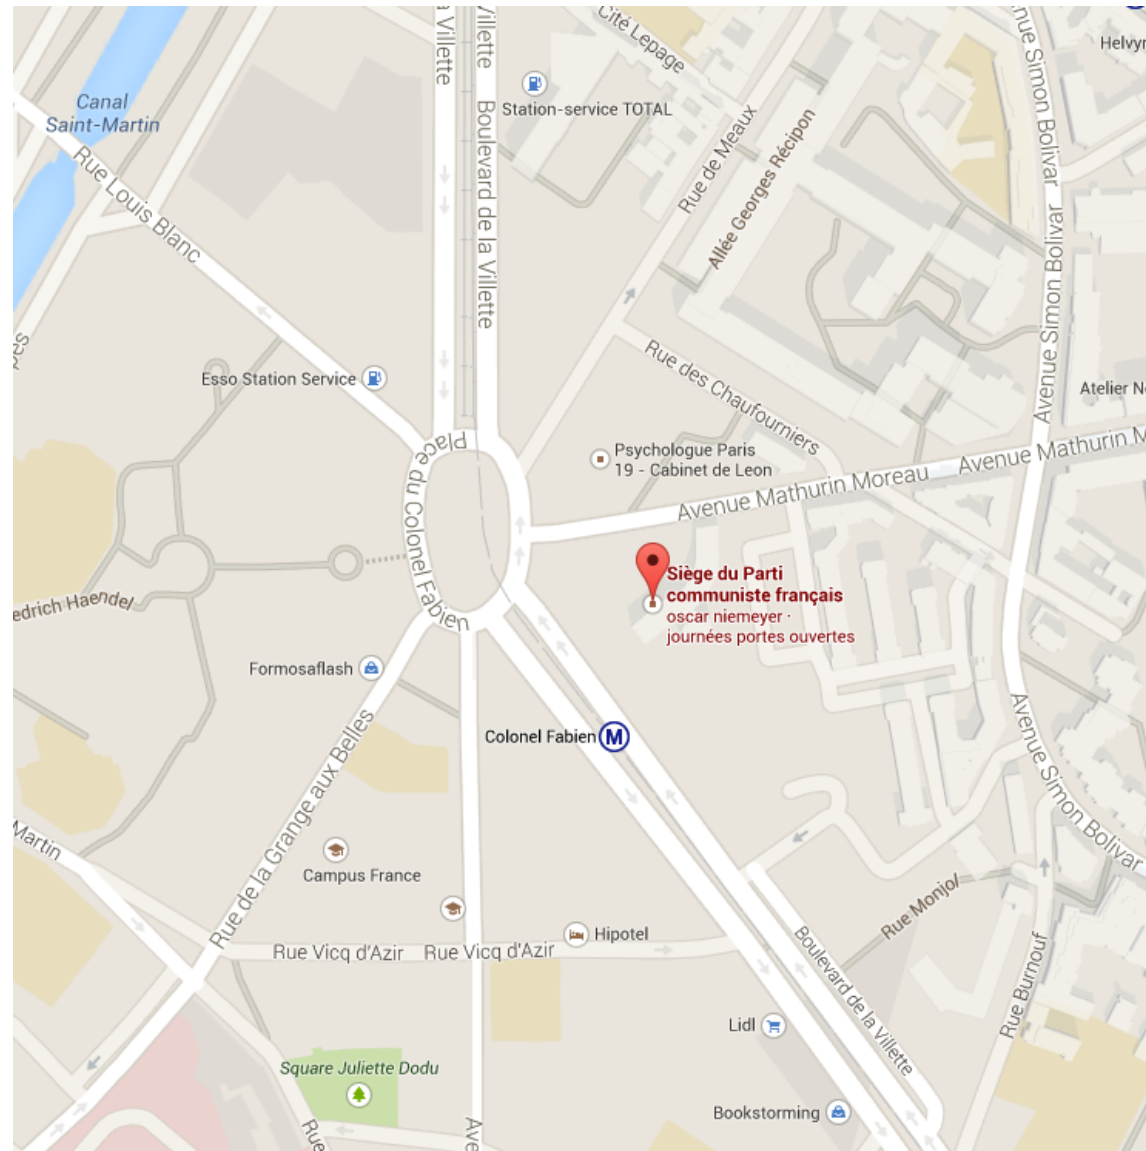 a Villette
Villette
Cité Lepage
nue Simon Bolivar
Helvyn
Station-service TOTAL
Canal
Saint-Martin
Boulevard de la Villette
Rue de Meaux
Allée Georges Récipon
Rue Louis Blanc
Avenue Simon Bolivar
Esso Station Service
Rue des Chaufourniers
Atelier N
Place du Colonel Fabien
Psychologue Paris
19 - Cabinet de Leon
Avenue Mathurin Moreau
Avenue Mathurin M
Siège du Parti
communiste français
oscar niemeyer ·
journées portes ouvertes
edrich Haendel
Formosaflash
Colonel Fabien
M
Avenue Simon Bolivar
Rue de la Grange aux Belles
Martin
Campus France
Rue Monjol
Hipotel
Rue Vicq d'Azir
Rue Vicq d'Azir
Boulevard de la Villette
Rue Burnouf
Lidl
Square Juliette Dodu
Bookstorming
Rue
Ave